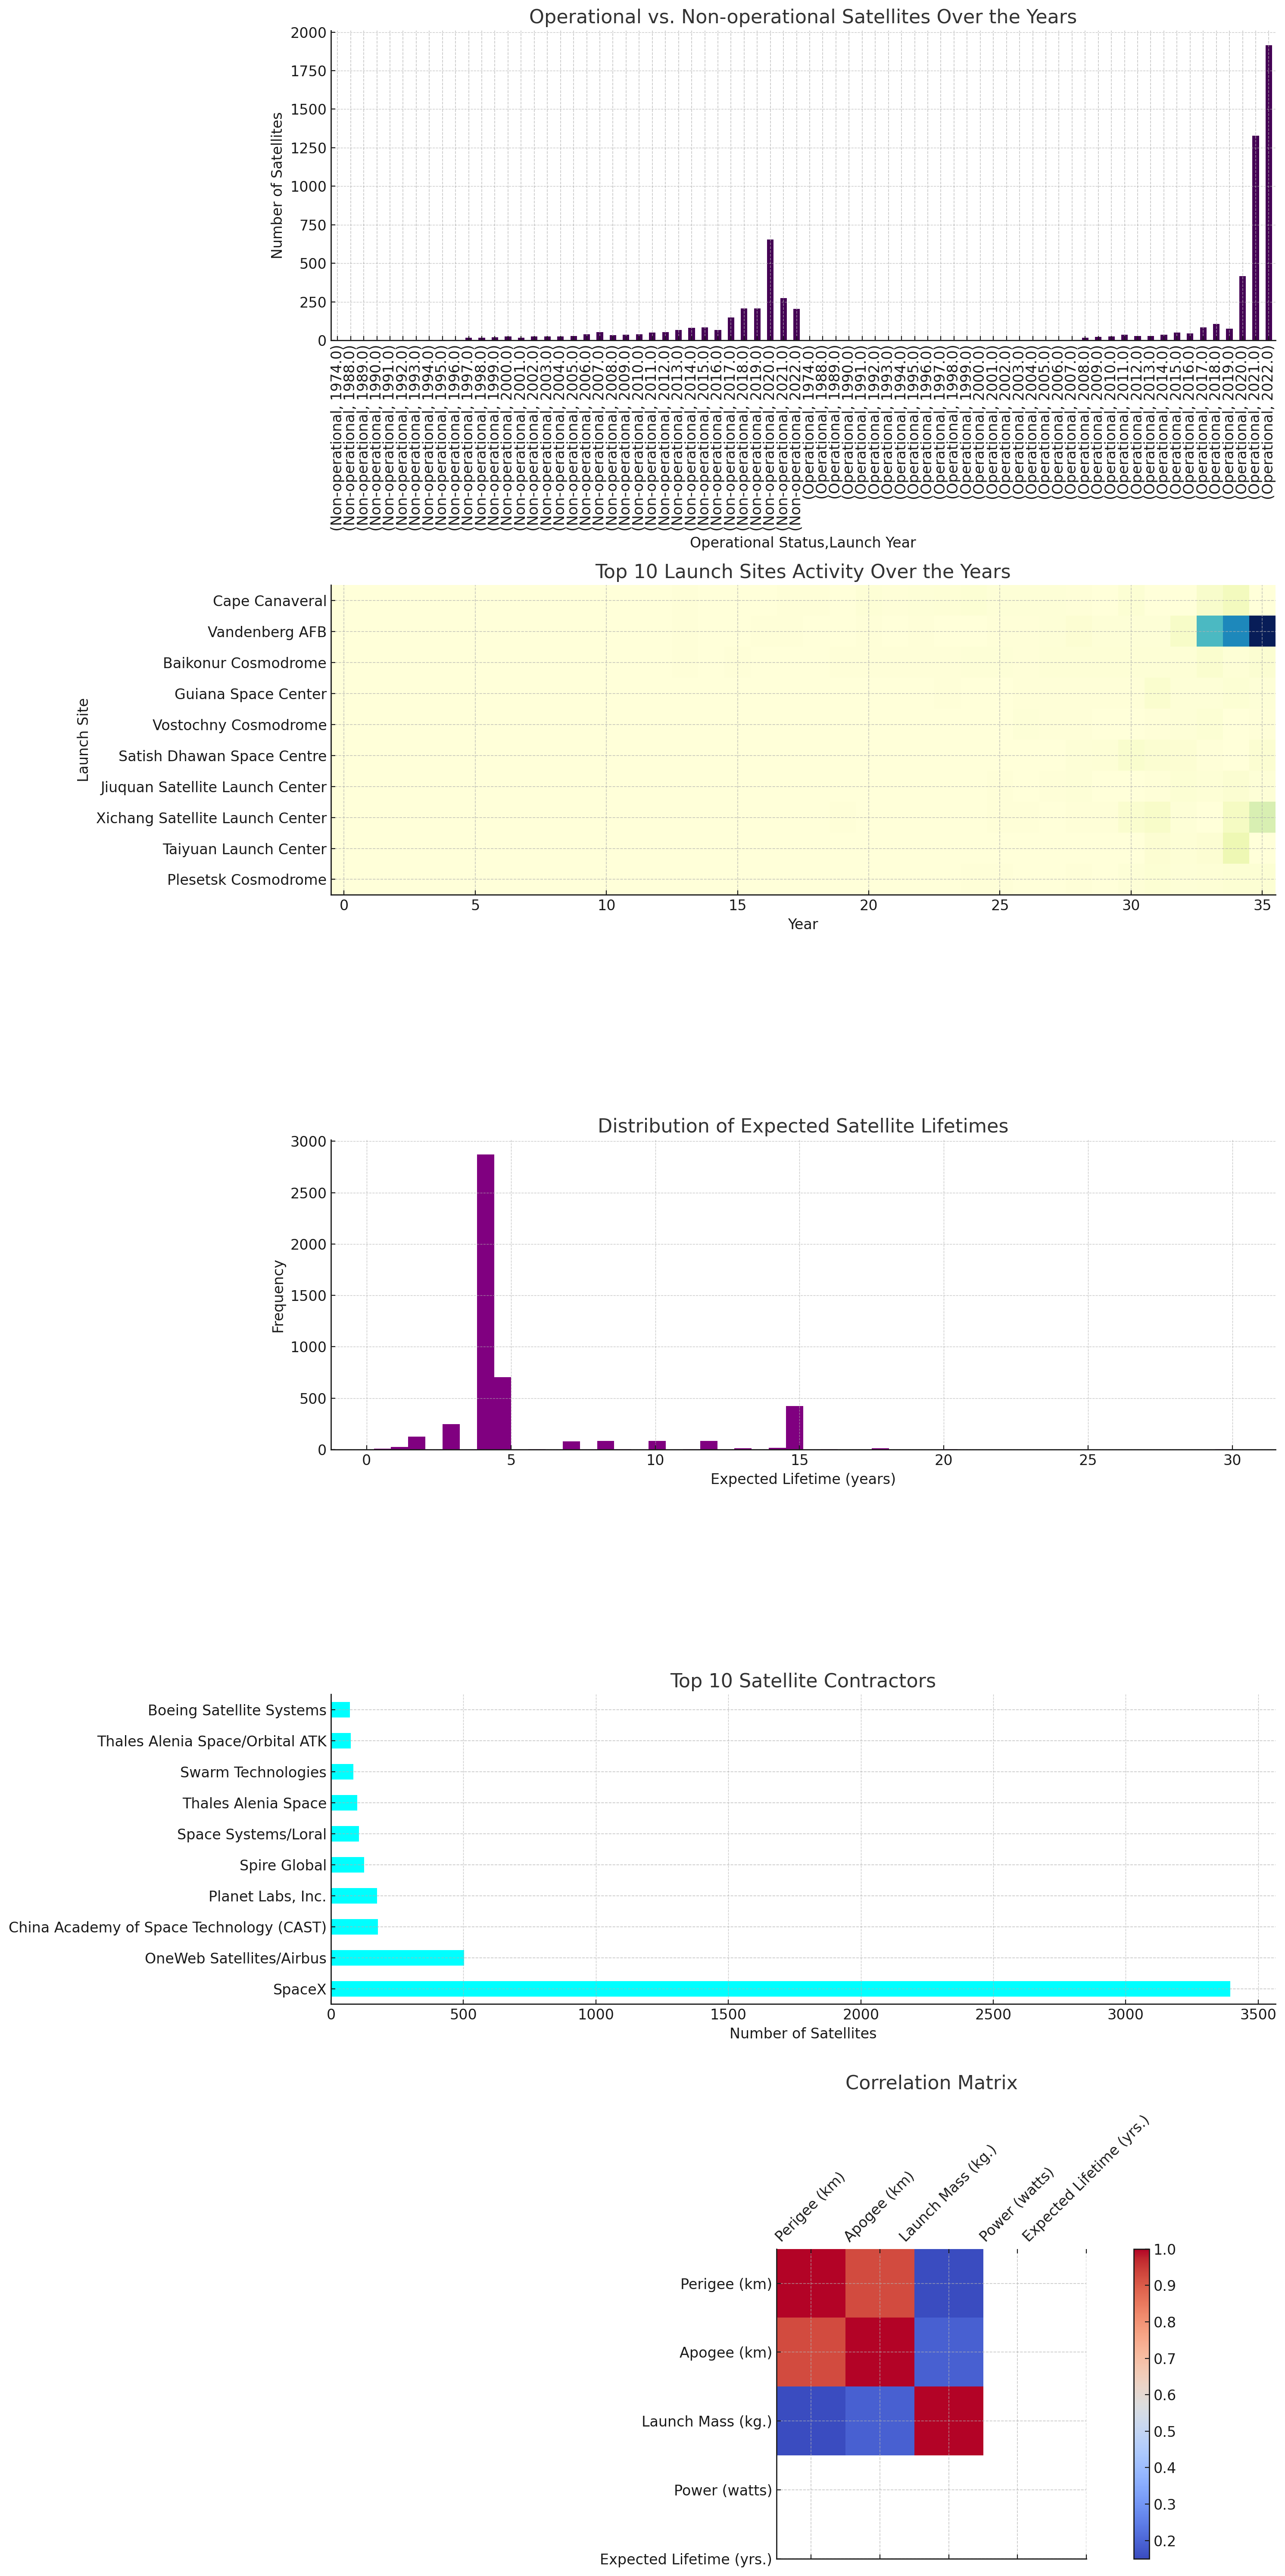 Operational vs. Non-operational Satellites Over the Years
2000
1750
1500
1250
1000
750
500
250
0
Number of Satellites
(Non-operational, 1974.0)
(Non-operational, 1988.0)
(Non-operational, 1989.0)
(Non-operational, 1990.0)
(Non-operational, 1991.0)
(Non-operational, 1992.0)
(Non-operational, 1993.0)
(Non-operational, 1994.0)
(Non-operational, 1995.0)
(Non-operational, 1996.0)
(Non-operational, 1997.0)
(Non-operational, 1998.0)
(Non-operational, 1999.0)
(Non-operational, 2000.0)
(Non-operational, 2001.0)
(Non-operational, 2002.0)
(Non-operational, 2003.0)
(Non-operational, 2004.0)
(Non-operational, 2005.0)
(Non-operational, 2006.0)
(Non-operational, 2007.0)
(Non-operational, 2008.0)
(Non-operational, 2009.0)
(Non-operational, 2010.0)
(Non-operational, 2011.0)
(Non-operational, 2012.0)
(Non-operational, 2013.0)
(Non-operational, 2014.0)
(Non-operational, 2015.0)
(Non-operational, 2016.0)
(Non-operational, 2017.0)
(Non-operational, 2018.0)
(Non-operational, 2019.0)
(Non-operational, 2020.0)
(Non-operational, 2021.0)
(Non-operational, 2022.0)
(Operational, 1974.0)
(Operational, 1988.0)
(Operational, 1989.0)
(Operational, 1990.0)
(Operational, 1991.0)
(Operational, 1992.0)
(Operational, 1993.0)
(Operational, 1994.0)
(Operational, 1995.0)
(Operational, 1996.0)
(Operational, 1997.0)
(Operational, 1998.0)
(Operational, 1999.0)
(Operational, 2000.0)
(Operational, 2001.0)
(Operational, 2002.0)
(Operational, 2003.0)
(Operational, 2004.0)
(Operational, 2005.0)
(Operational, 2006.0)
(Operational, 2007.0)
(Operational, 2008.0)
(Operational, 2009.0)
(Operational, 2010.0)
(Operational, 2011.0)
(Operational, 2012.0)
(Operational, 2013.0)
(Operational, 2014.0)
(Operational, 2015.0)
(Operational, 2016.0)
(Operational, 2017.0)
(Operational, 2018.0)
(Operational, 2019.0)
(Operational, 2020.0)
(Operational, 2021.0)
(Operational, 2022.0)
Operational Status,Launch Year
Top 10 Launch Sites Activity Over the Years
Launch Site
Cape Canaveral
Vandenberg AFB
Baikonur Cosmodrome
Guiana Space Center
Vostochny Cosmodrome
Satish Dhawan Space Centre
Jiuquan Satellite Launch Center
Xichang Satellite Launch Center
Taiyuan Launch Center
Plesetsk Cosmodrome
0 5 10 15 20 25 30 35
Year
Distribution of Expected Satellite Lifetimes
3000
2500
2000
1500
1000
500
0
Frequency
0 5 10 15 20 25 30
Expected Lifetime (years)
Top 10 Satellite Contractors
Boeing Satellite Systems
Thales Alenia Space/Orbital ATK
Swarm Technologies
Thales Alenia Space
Space Systems/Loral
Spire Global
Planet Labs, Inc.
China Academy of Space Technology (CAST)
OneWeb Satellites/Airbus
SpaceX
0 500 1000 1500 2000 2500 3000 3500
Number of Satellites
Correlation Matrix
Perigee (km)
Apogee (km)
Launch Mass (kg.)
Power (watts)
Expected Lifetime (yrs.)
Perigee (km)
Apogee (km)
Launch Mass (kg.)
Power (watts)
Expected Lifetime (yrs.)
1.0
0.9
0.8
0.7
0.6
0.5
0.4
0.3
0.2